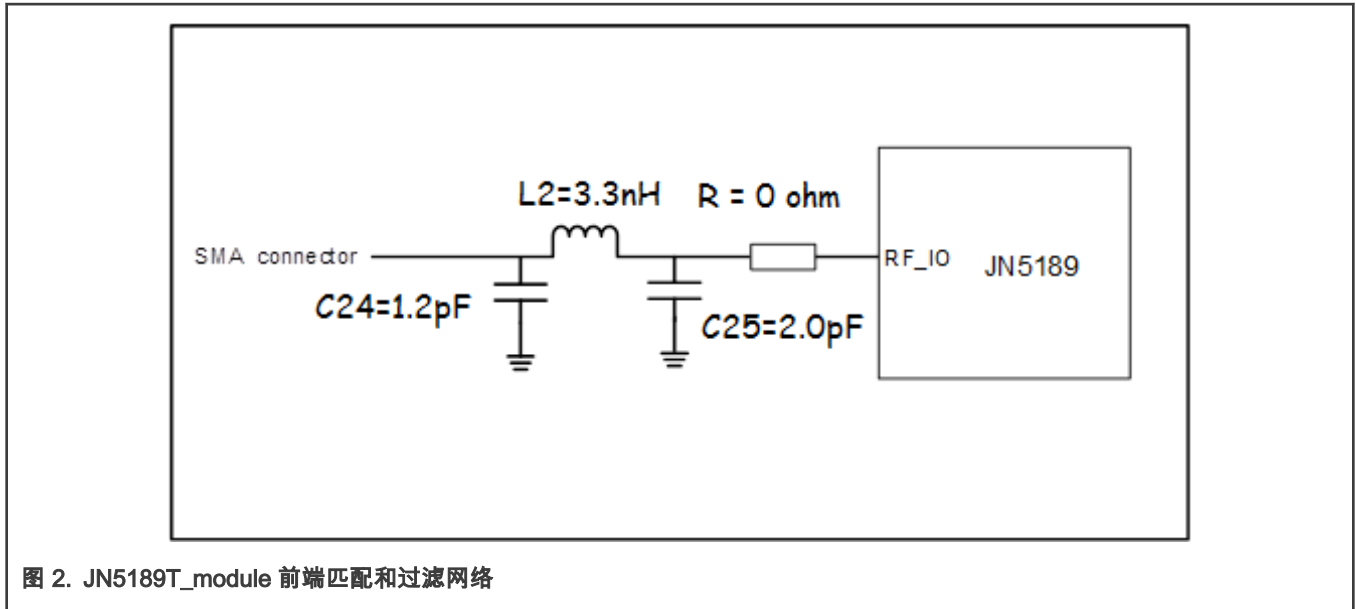 L2=3.3nH R = 0 ohm
SMA connector
RF_IO
JN5189
C24=1.2pF
C25=2.0pF
图 2. JN5189T_module 前端匹配和过滤网络